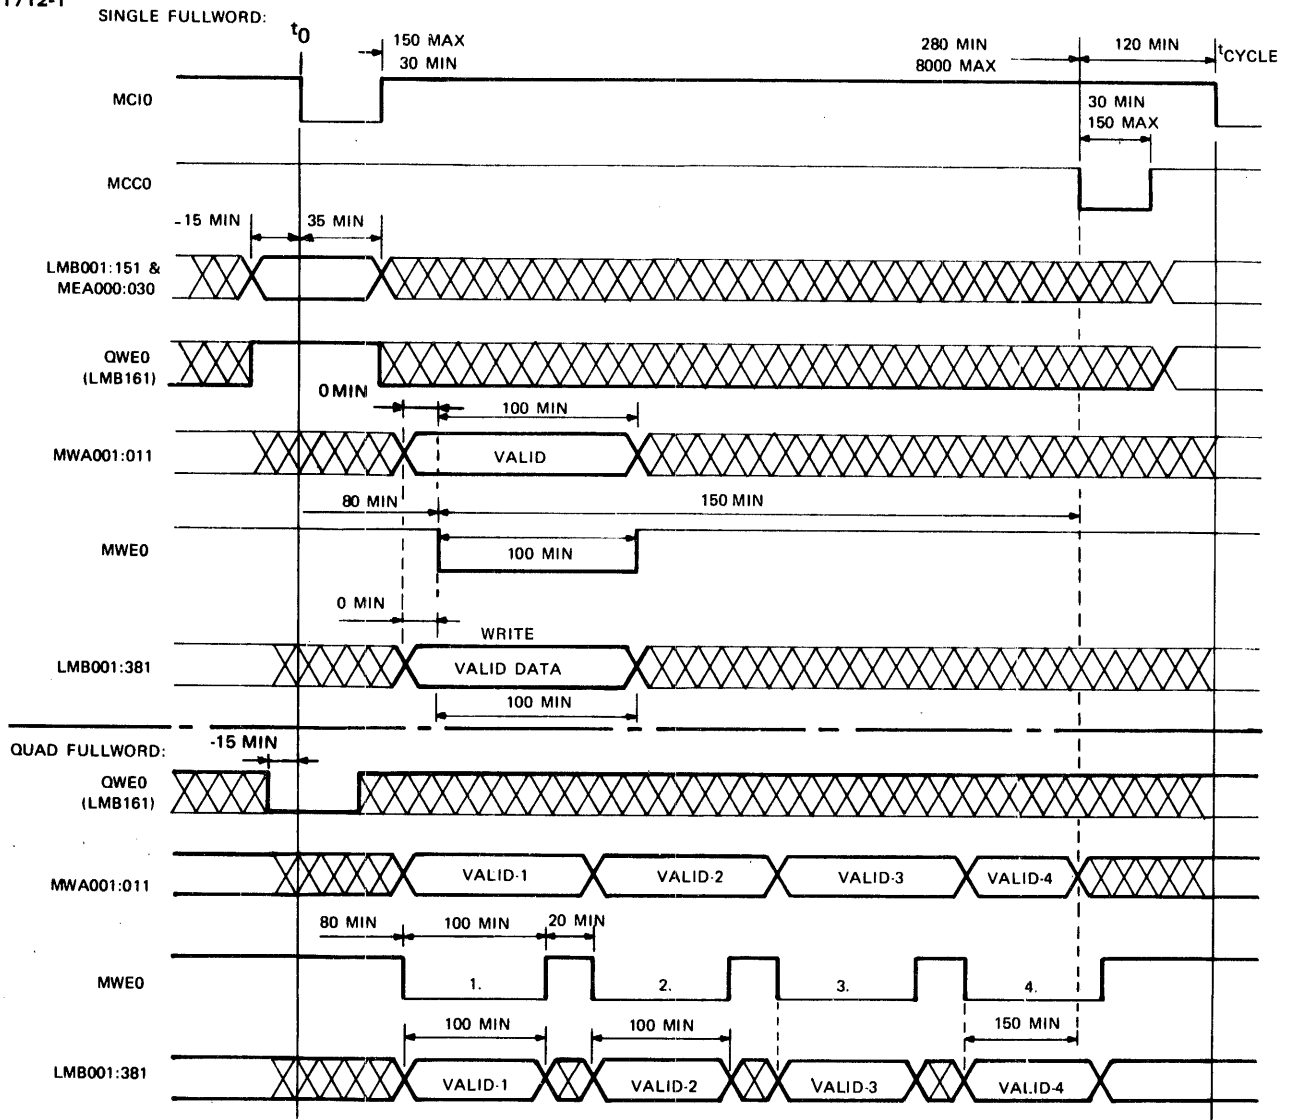 1712-1
SINGLE FULLWORD:
t0
150 MAX
30 MIN
280 MIN
8000 MAX
120 MIN
tCYCLE
MCI0
30 MIN
150 MAX
MCC0
-15 MIN
35 MIN
LMB001:151 &
MEA000:030
QWE0
(LMB161)
0 MIN
100 MIN
MWA001:011
VALID
80 MIN
150 MIN
MWE0
100 MIN
0 MIN
WRITE
LMB001:381
VALID DATA
100 MIN
QUAD FULLWORD:
-15 MIN
QWE0
(LMB161)
MWA001:011
VALID-1
VALID-2
VALID-3
VALID-4
80 MIN
100 MIN
20 MIN
MWE0
1.
2.
3.
4.
100 MIN
100 MIN
150 MIN
LMB001:381
VALID-1
VALID-2
VALID-3
VALID-4